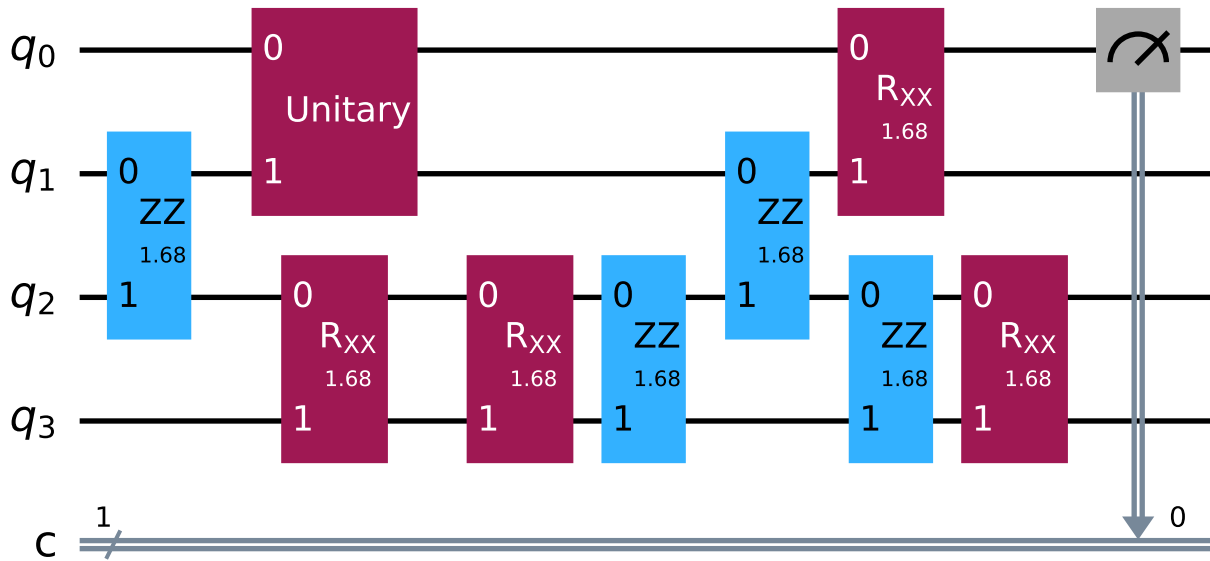 q0 0 0
Unitary RXX
1.68
q1 0 1 0 1
ZZ ZZ
1.68 1.68
q2 1 0 0 0 1 0 0
RXX RXX ZZ ZZ RXX
1.68 1.68 1.68 1.68 1.68
q3 1 1 1 1 1
1 0
c